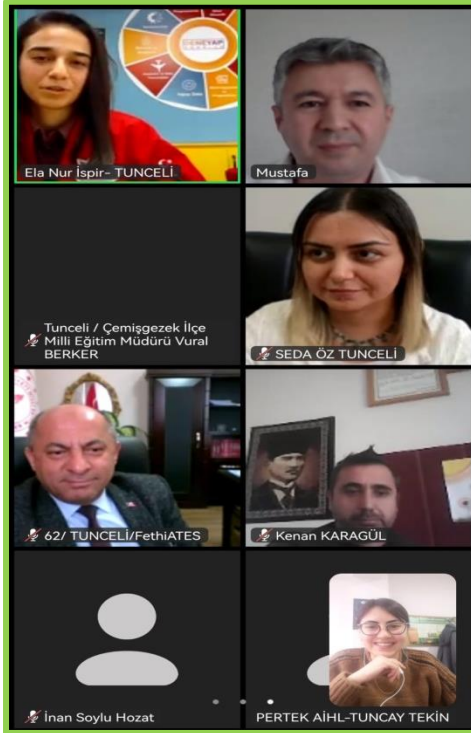 Ela Nur İspir- TUNCELİ
Mustafa
Tunceli / Çemişgezek İlçe
Milli Eğitim Müdürü Vural
BERKER
SEDA ÖZ TUNCELİ
62/ TUNCELİ/FethiATES
Kenan KARAGÜL
İnan Soylu Hozat
PERTEK AİHL-TUNCAY TEKİN